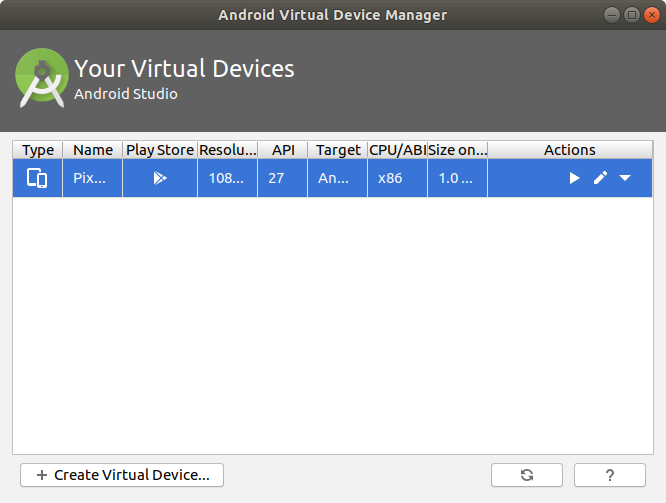 Android Virtual Device Manager
Your Virtual Devices
Android Studio
Type Name Play Store Resolu... API Target CPU/ABI Size on... Actions
Pix... 108... 27 An... x86 1.0 ...
+ Create Virtual Device... ?